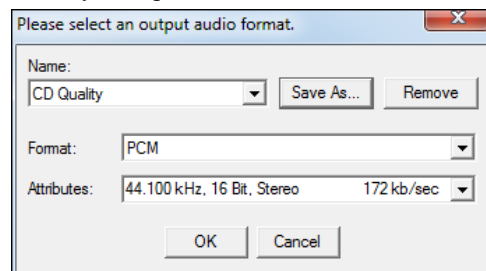 Please select an output audio format.
Name:
CD Quality Save As... Remove
Format: PCM
Attributes: 44.100 kHz, 16 Bit, Stereo 172 kb/sec
OK Cancel